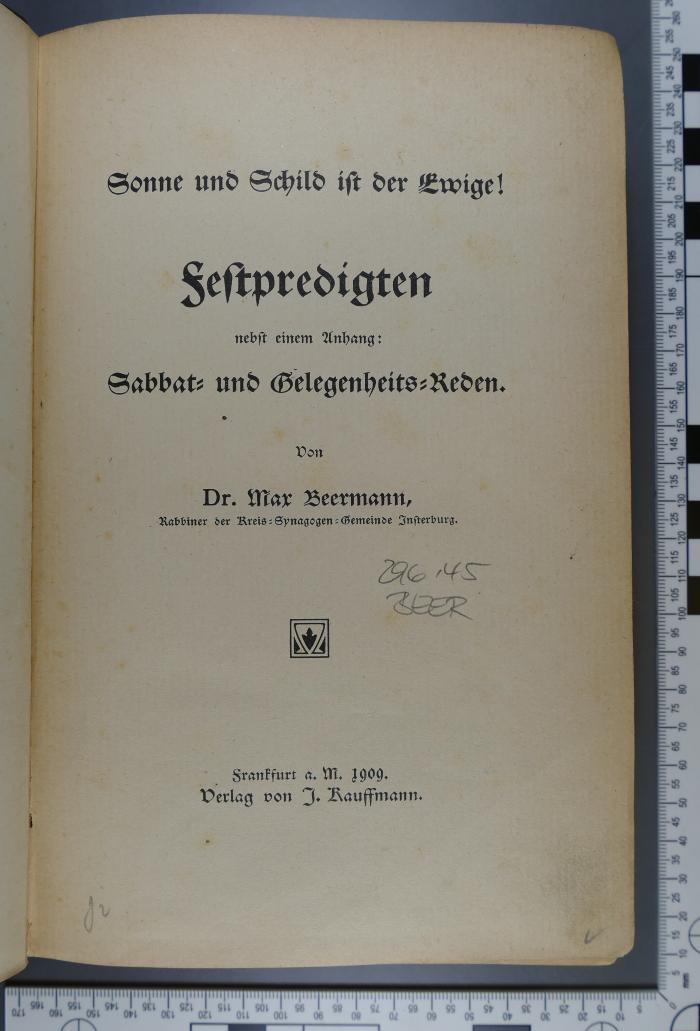 Sonne und Schild ist der Ewige!
Festpredigten
nebst einem Anhang:
Sabbat- und Gelegenheits-Reden.
Von
Dr. Max Beermann,
Rabbiner der Kreis-Synagogen-Gemeinde Insterburg.
296.45
BEER
Frankfurt a. M. 1909.
Verlag von J. Kauffmann.